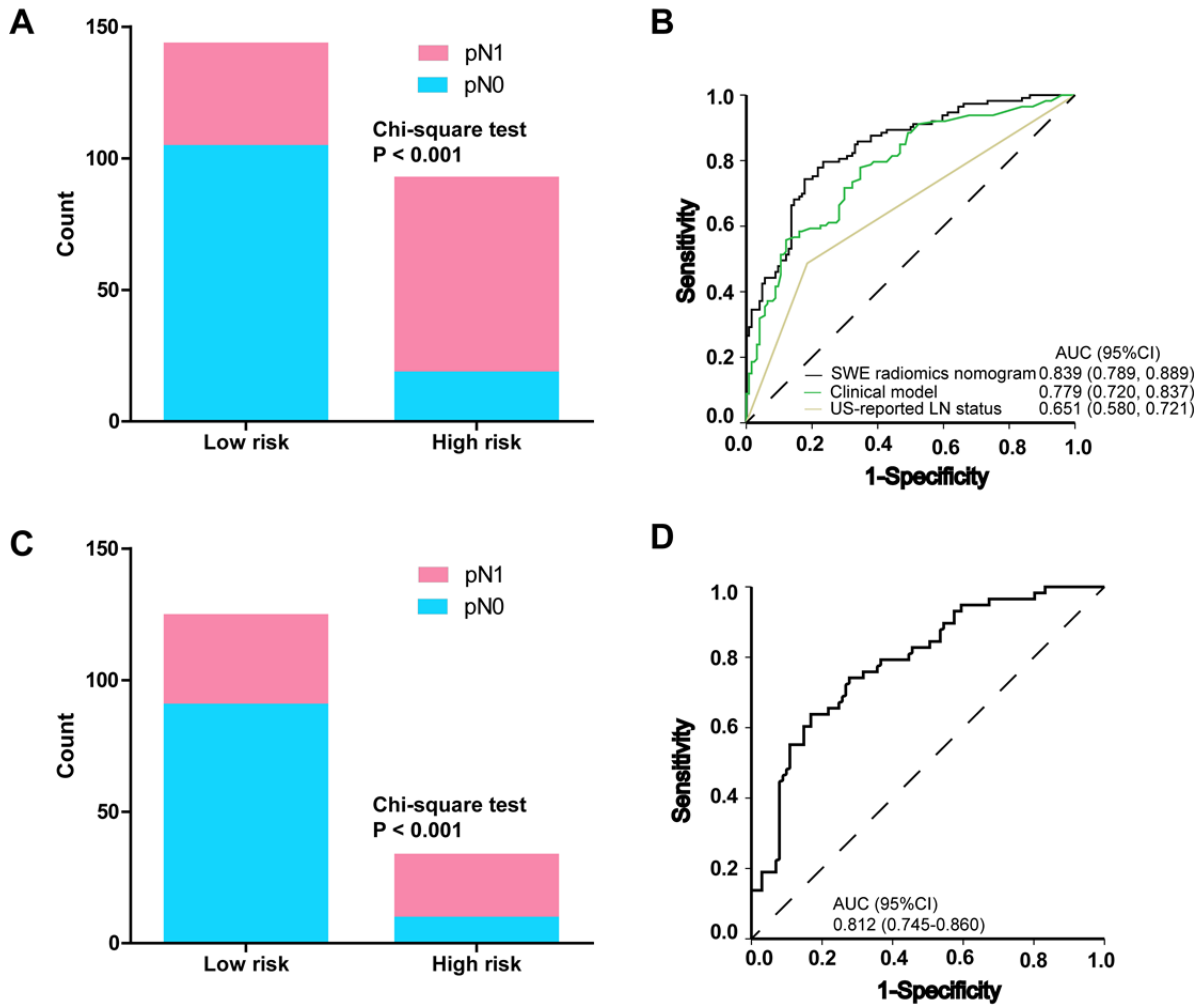 A
150
100
50
0
Count
pN1
pN0
Chi-square test
P < 0.001
Low risk
High risk
B
1.0
0.8
0.6
0.4
0.2
0.0
Sensitivity
AUC (95%CI)
SWE radiomics nomogram 0.839 (0.789, 0.889)
Clinical model 0.779 (0.720, 0.837)
US-reported LN status 0.651 (0.580, 0.721)
0.0 0.2 0.4 0.6 0.8 1.0
1-Specificity
C
150
100
50
0
Count
pN1
pN0
Chi-square test
P < 0.001
Low risk
High risk
D
1.0
0.8
0.6
0.4
0.2
0.0
Sensitivity
AUC (95%CI)
0.812 (0.745-0.860)
0.0 0.2 0.4 0.6 0.8 1.0
1-Specificity